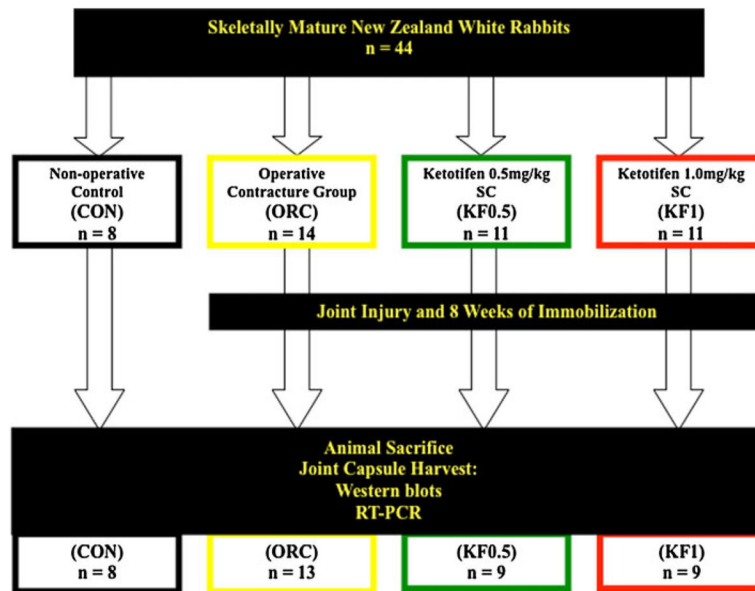 Skeletally Mature New Zealand White Rabbits
n = 44
Non-operative
Control
(CON)
n = 8
Operative
Contracture Group
(ORC)
n = 14
Ketotifen 0.5mg/kg
SC
(KF0.5)
n = 11
Ketotifen 1.0mg/kg
SC
(KF1)
n = 11
Joint Injury and 8 Weeks of Immobilization
Animal Sacrifice
Joint Capsule Harvest:
Western blots
RT-PCR
(CON)
n = 8
(ORC)
n = 13
(KF0.5)
n = 9
(KF1)
n = 9